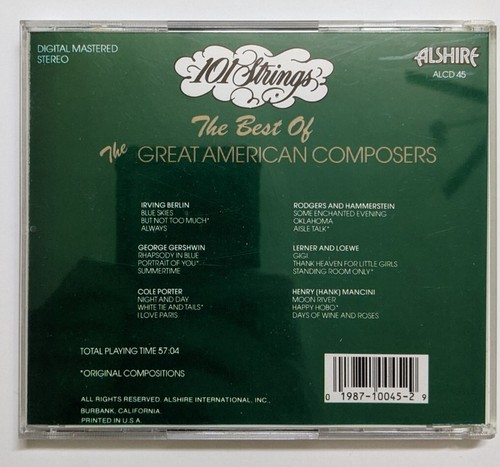 DIGITAL MASTERED
STEREO
101 Strings
ALSHIRE
ALCD 45
The Best Of
The GREAT AMERICAN COMPOSERS
IRVING BERLIN
BLUE SKIES
BUT NOT TOO MUCH*
ALWAYS
GEORGE GERSHWIN
RHAPSODY IN BLUE
PORTRAIT OF YOU*
SUMMERTIME
COLE PORTER
NIGHT AND DAY
WHITE TIE AND TAILS*
I LOVE PARIS
RODGERS AND HAMMERSTEIN
SOME ENCHANTED EVENING
OKLAHOMA
AISLE TALK*
LERNER AND LOEWE
GIGI
THANK HEAVEN FOR LITTLE GIRLS
STANDING ROOM ONLY*
HENRY (HANK) MANCINI
MOON RIVER
HAPPY HOBO*
DAYS OF WINE AND ROSES
TOTAL PLAYING TIME 57:04
*ORIGINAL COMPOSITIONS
ALL RIGHTS RESERVED. ALSHIRE INTERNATIONAL, INC.,
BURBANK, CALIFORNIA
PRINTED IN U.S.A.
0 1987-10045-2 9